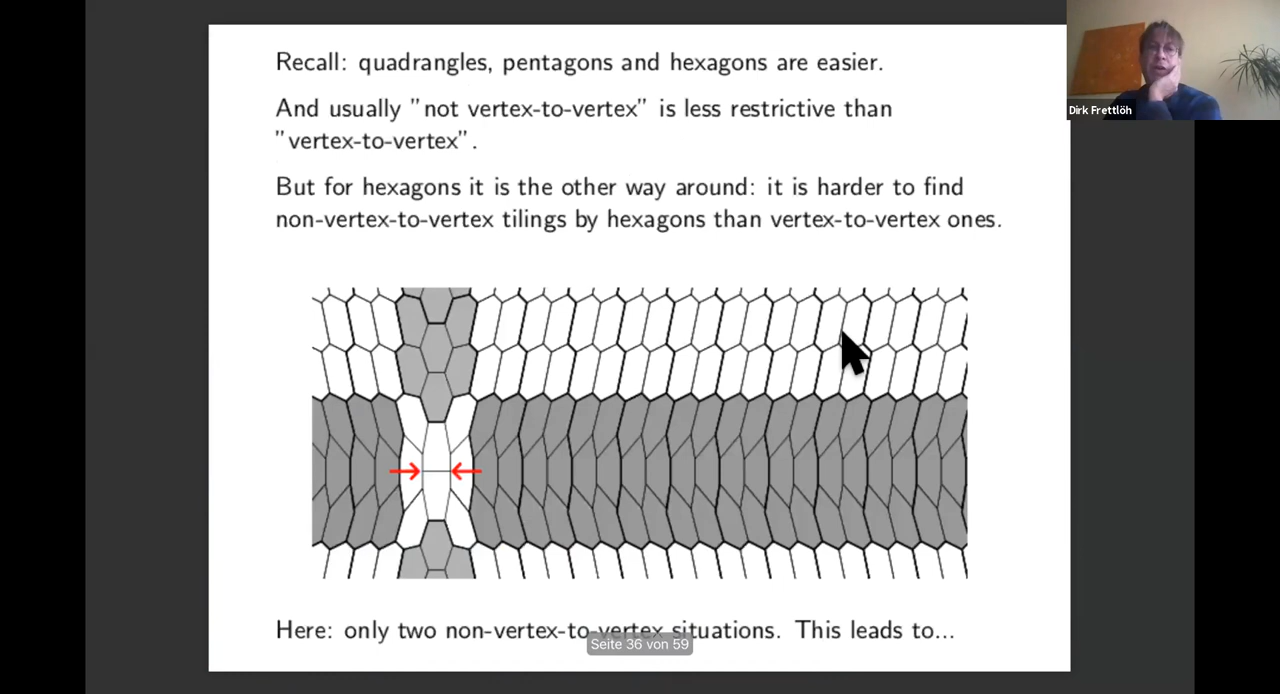 Recall: quadrangles, pentagons and hexagons are easier.
And usually "not vertex-to-vertex" is less restrictive than
"vertex-to-vertex".
But for hexagons it is the other way around: it is harder to find
non-vertex-to-vertex tilings by hexagons than vertex-to-vertex ones.
Here: only two non-vertex-to-vertex situations. This leads to...
Seite 36 von 59
Dirk Frettlöh